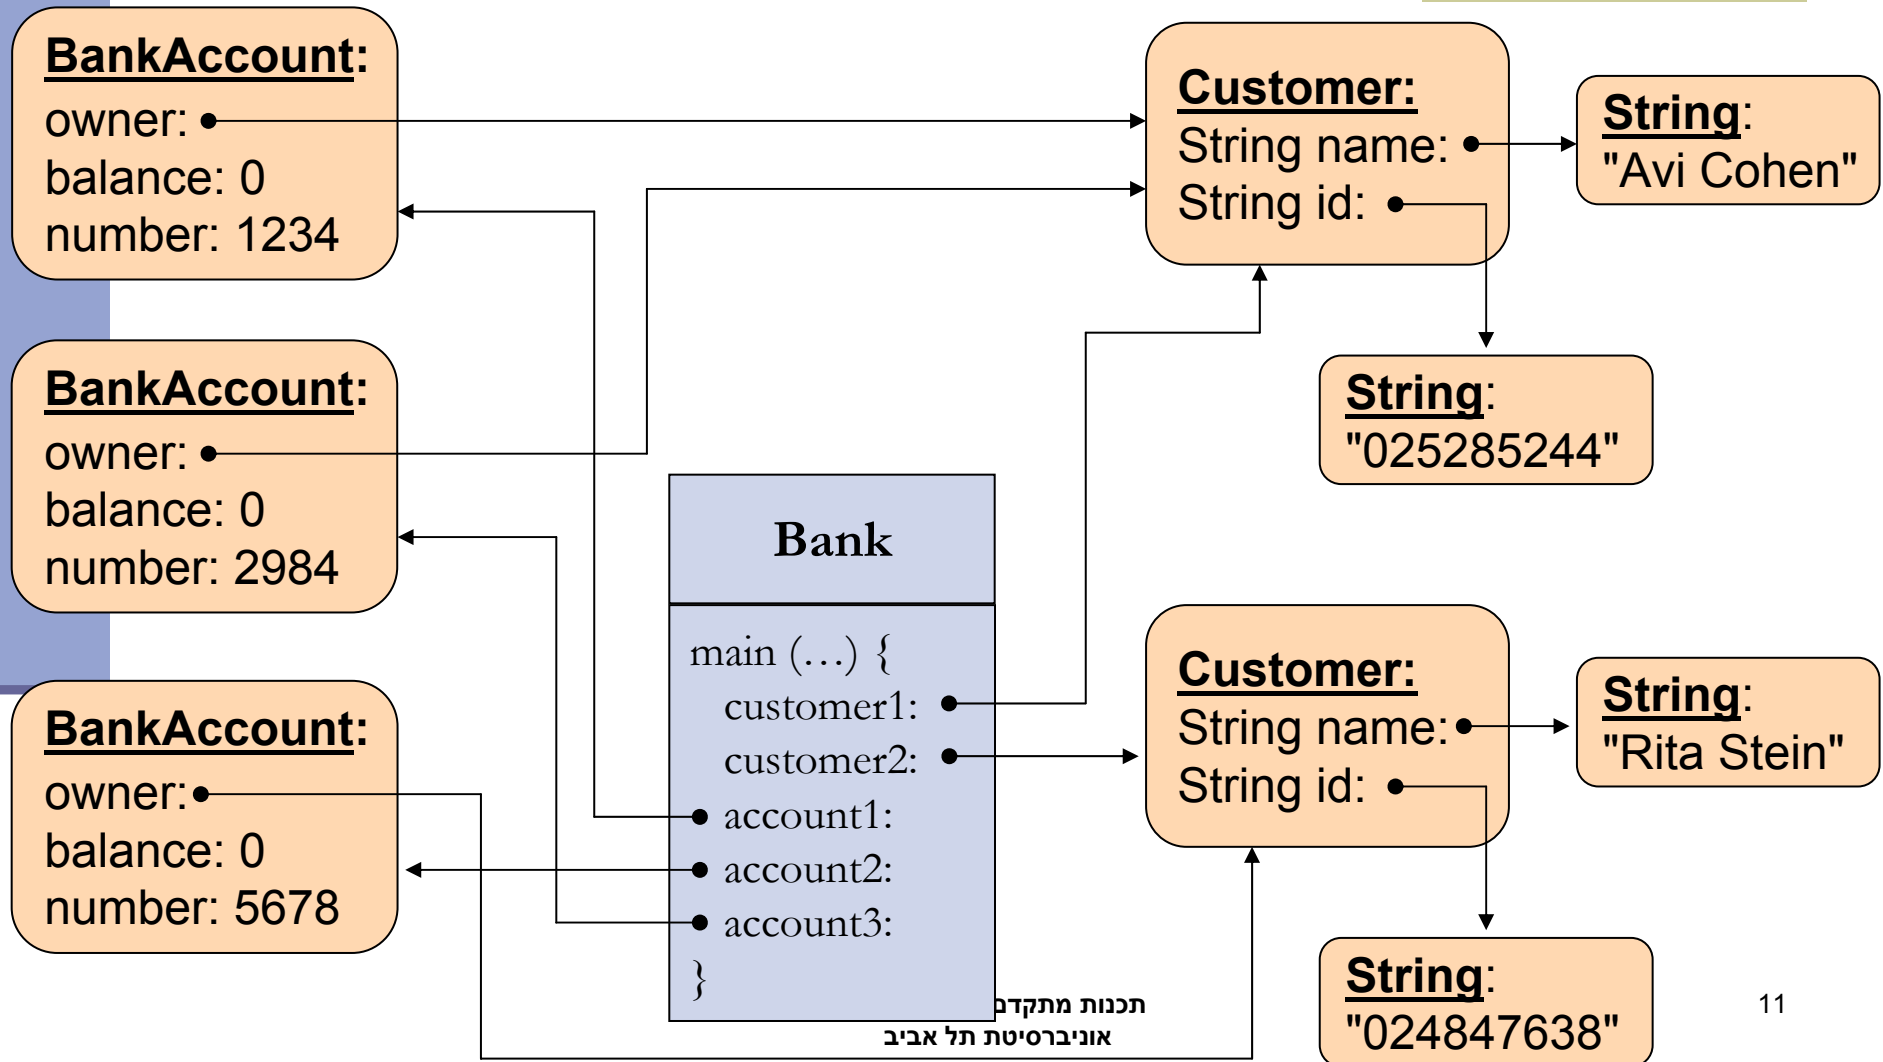 BankAccount:
owner:
balance: 0
number: 1234
Customer:
String name:
String id:
String:
"Avi Cohen"
BankAccount:
owner:
balance: 0
number: 2984
String:
"025285244"
Bank
main (…) {
customer1:
customer2:
account1:
account2:
account3:
}
BankAccount:
owner:
balance: 0
number: 5678
Customer:
String name:
String id:
String:
"Rita Stein"
String:
"024847638"
תכנות מתקדם
אוניברסיטת תל אביב
11